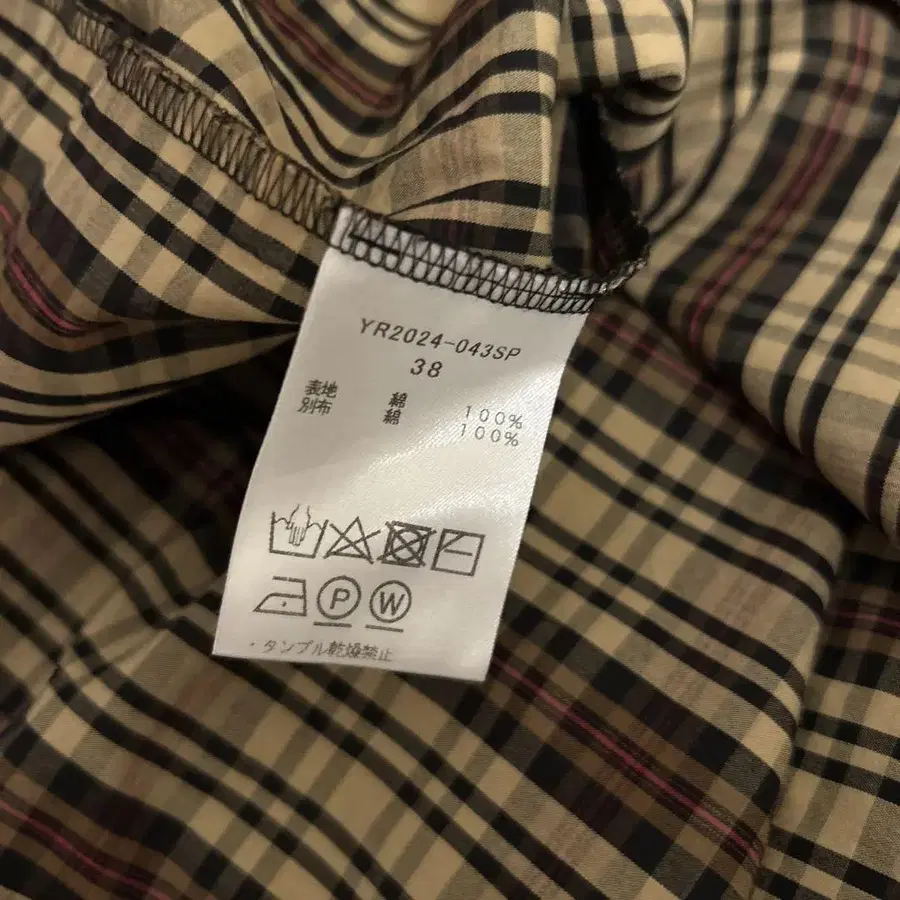 YR2024-043SP
38
表地 綿 100%
別布 綿 100%
P W
・タンブル乾燥禁止